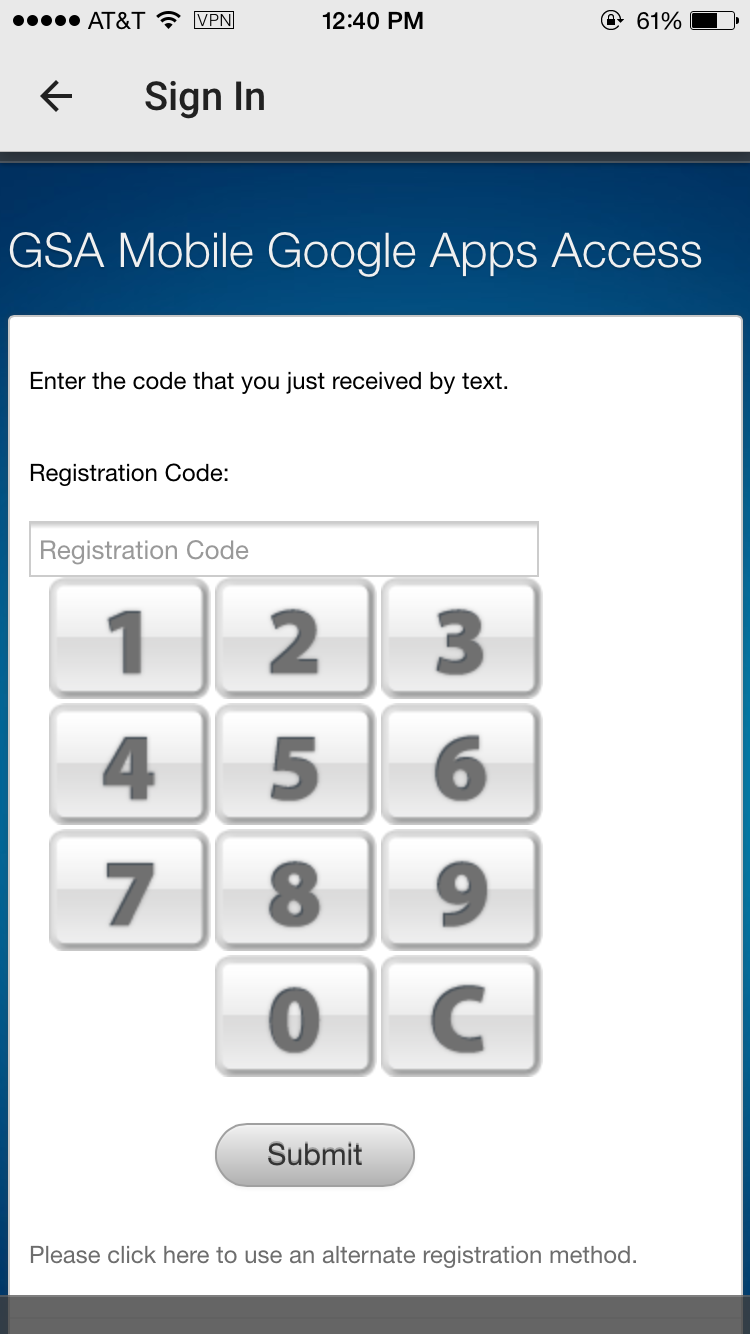 AT&T VPN 12:40 PM 61%
Sign In
GSA Mobile Google Apps Access
Enter the code that you just received by text.
Registration Code:
Registration Code
1 2 3
4 5 6
7 8 9
0 C
Submit
Please click here to use an alternate registration method.